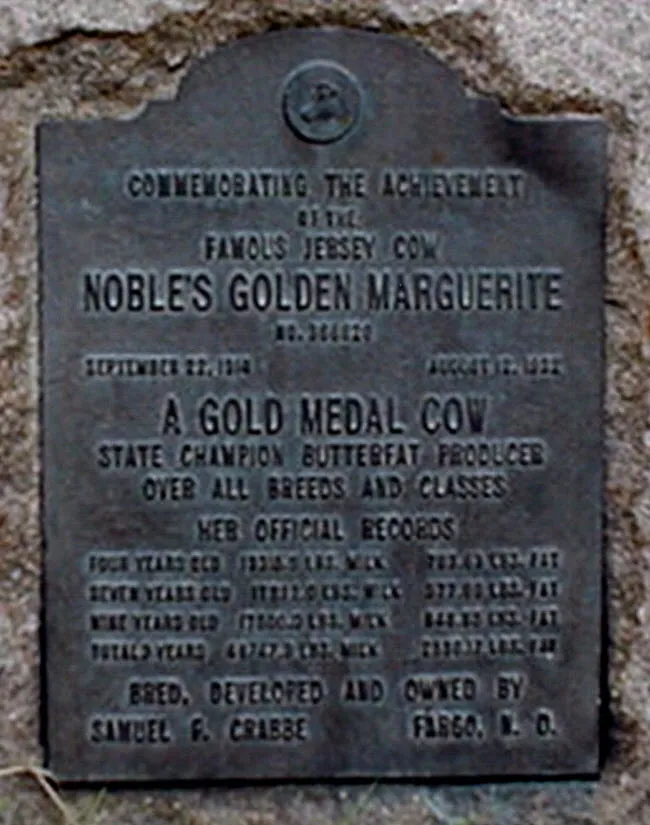 COMMEMORATING THE ACHIEVEMENT
OF THE
FAMOUS JERSEY COW
NOBLE'S GOLDEN MARGUERITE
NO.
SEPTEMBER 22, 1914 AUGUST 12, 1932
A GOLD MEDAL COW
STATE CHAMPION BUTTERFAT PRODUCER
OVER ALL BREEDS AND CLASSES
HER OFFICIAL RECORDS
FOUR YEARS OLD LBS. MILK LBS. FAT
SEVEN YEARS OLD LBS. MILK LBS. FAT
NINE YEARS OLD LBS. MILK LBS. FAT
TOTAL 3 YEARS LBS. MILK LBS. FAT
BRED, DEVELOPED AND OWNED BY
SAMUEL F. CRABBE FARGO, N. D.